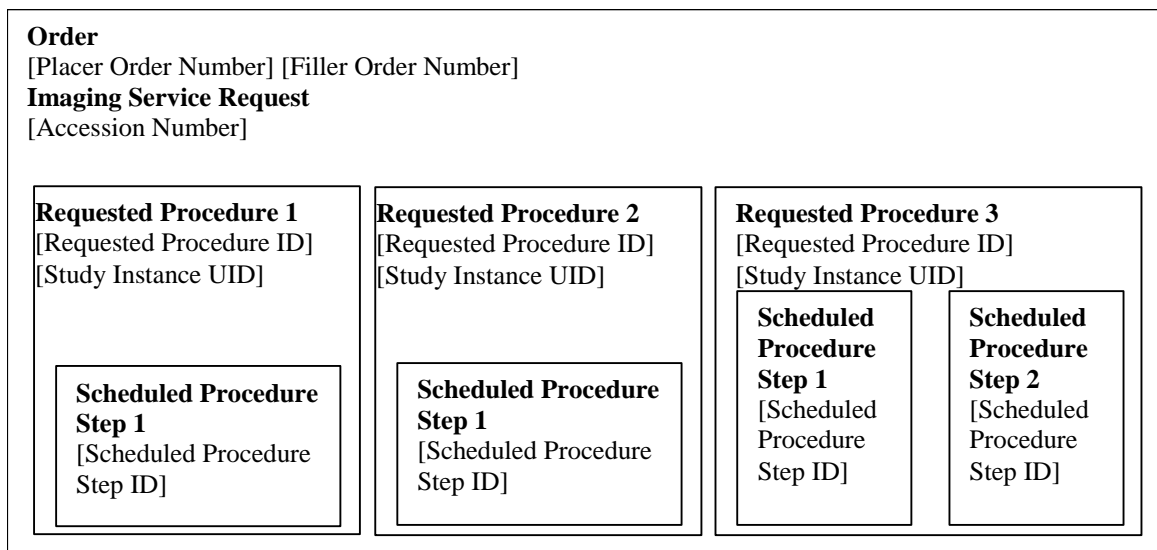 Order
[Placer Order Number] [Filler Order Number]
Imaging Service Request
[Accession Number]
Requested Procedure 1
[Requested Procedure ID]
[Study Instance UID]
Scheduled Procedure
Step 1
[Scheduled Procedure
Step ID]
Requested Procedure 2
[Requested Procedure ID]
[Study Instance UID]
Scheduled Procedure
Step 1
[Scheduled Procedure
Step ID]
Requested Procedure 3
[Requested Procedure ID]
[Study Instance UID]
Scheduled
Procedure
Step 1
[Scheduled
Procedure
Step ID]
Scheduled
Procedure
Step 2
[Scheduled
Procedure
Step ID]